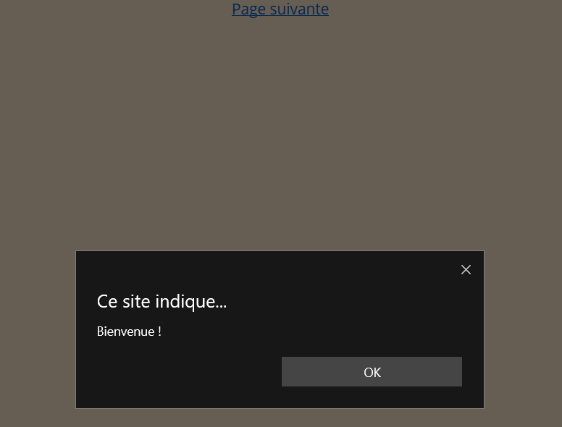 Page suivante
Ce site indique...
Bienvenue !
OK